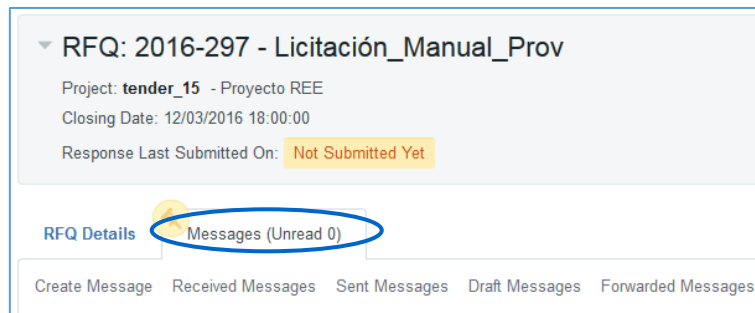 RFQ: 2016-297 - Licitación_Manual_Prov
Project: tender_15 - Proyecto REE
Closing Date: 12/03/2016 18:00:00
Response Last Submitted On: Not Submitted Yet
RFQ Details Messages (Unread 0)
Create Message Received Messages Sent Messages Draft Messages Forwarded Messages